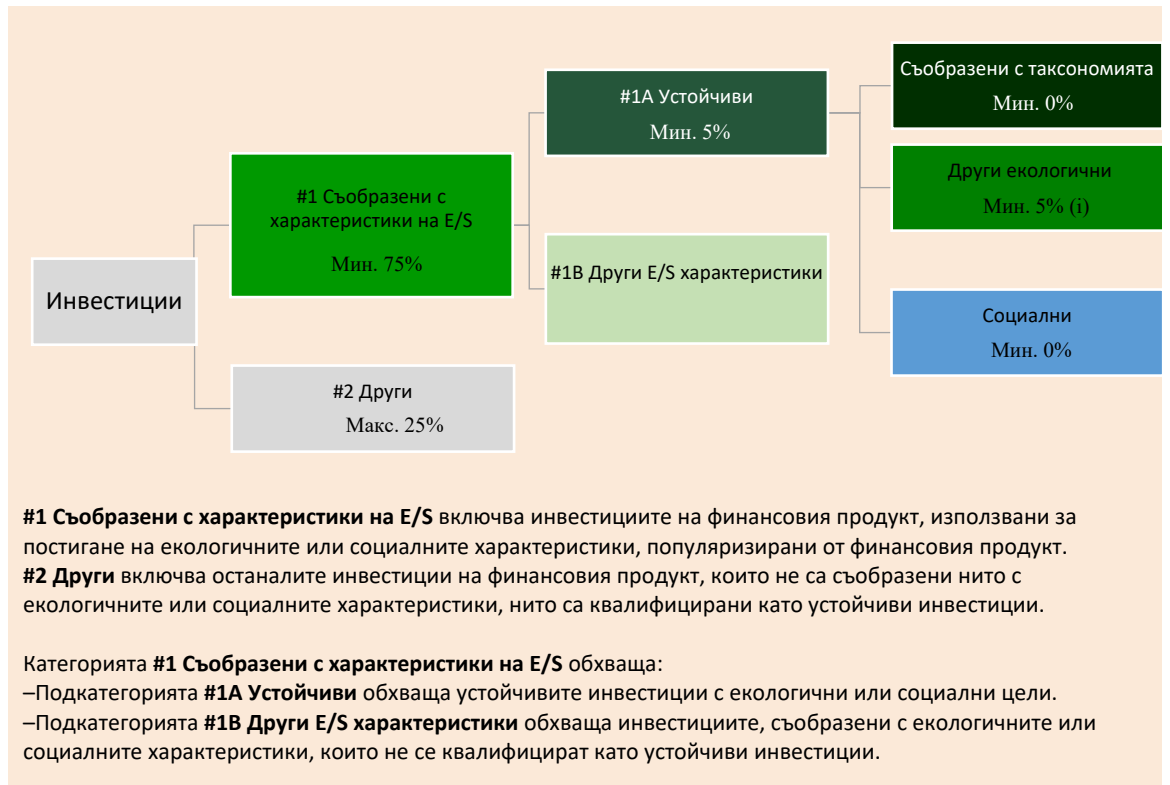 Инвестиции
#1 Съобразени с
характеристики на E/S
Мин. 75%
#2 Други
Макс. 25%
#1A Устойчиви
Мин. 5%
#1B Други E/S характеристики
Съобразени с таксономията
Мин. 0%
Други екологични
Мин. 5% (i)
Социални
Мин. 0%
#1 Съобразени с характеристики на E/S включва инвестициите на финансовия продукт, използвани за
постигане на екологичните или социалните характеристики, популяризирани от финансовия продукт.
#2 Други включва останалите инвестиции на финансовия продукт, които не са съобразени нито с
екологичните или социалните характеристики, нито са квалифицирани като устойчиви инвестиции.
Категорията #1 Съобразени с характеристики на E/S обхваща:
–Подкатегорията #1A Устойчиви обхваща устойчивите инвестиции с екологични или социални цели.
–Подкатегорията #1B Други E/S характеристики обхваща инвестициите, съобразени с екологичните или
социалните характеристики, които не се квалифицират като устойчиви инвестиции.